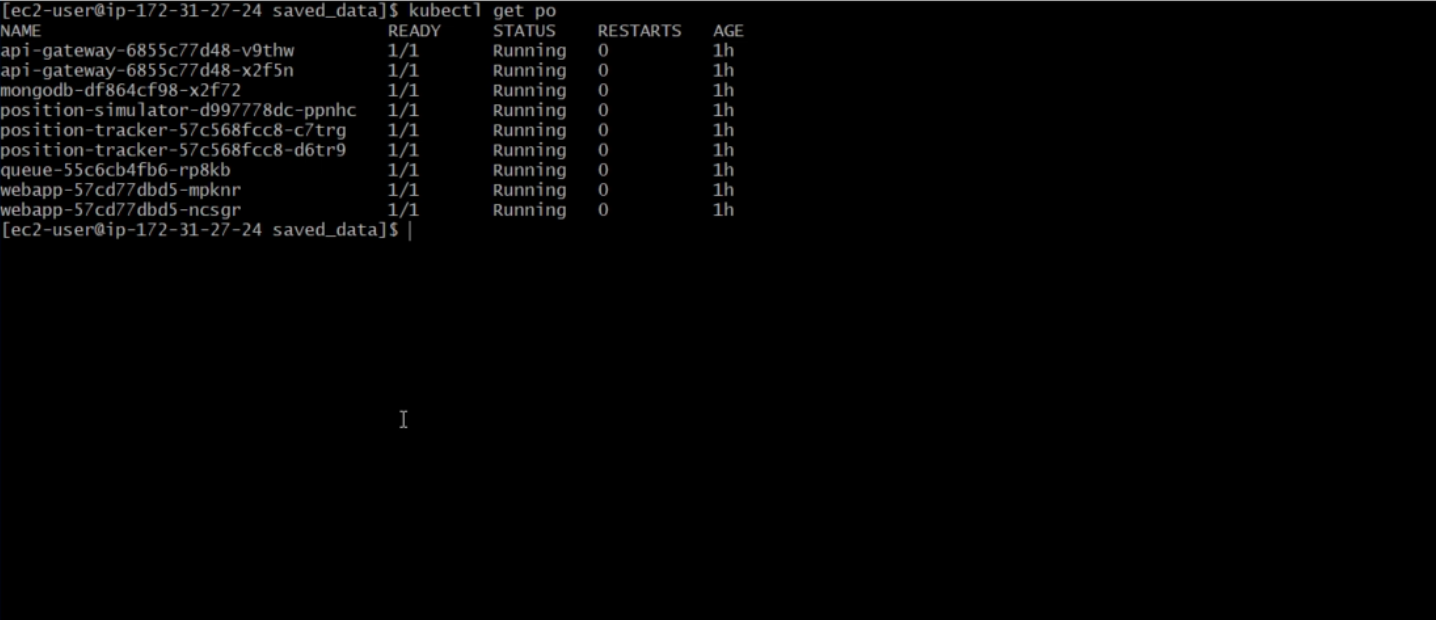 [ec2-user@ip-172-31-27-24 saved_data]$ kubectl get po
NAME READY STATUS RESTARTS AGE
api-gateway-6855c77d48-v9thw 1/1 Running 0 1h
api-gateway-6855c77d48-x2f5n 1/1 Running 0 1h
mongodb-df864cf98-x2f72 1/1 Running 0 1h
position-simulator-d997778dc-ppnhc 1/1 Running 0 1h
position-tracker-57c568fcc8-c7trg 1/1 Running 0 1h
position-tracker-57c568fcc8-d6tr9 1/1 Running 0 1h
queue-55c6cb4fb6-rp8kb 1/1 Running 0 1h
webapp-57cd77dbd5-mpknr 1/1 Running 0 1h
webapp-57cd77dbd5-ncsgr 1/1 Running 0 1h
[ec2-user@ip-172-31-27-24 saved_data]$